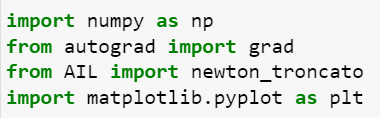 import numpy as np
from autograd import grad
from AIL import newton_troncato
import matplotlib.pyplot as plt